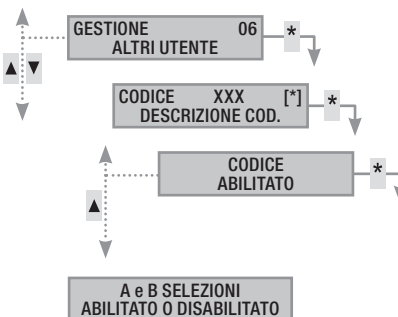 GESTIONE 06 *
ALTRI UTENTE
▲ ▼
CODICE XXX [*] *
DESCRIZIONE COD.
CODICE *
ABILITATO
▲
A e B SELEZIONI
ABILITATO O DISABILITATO